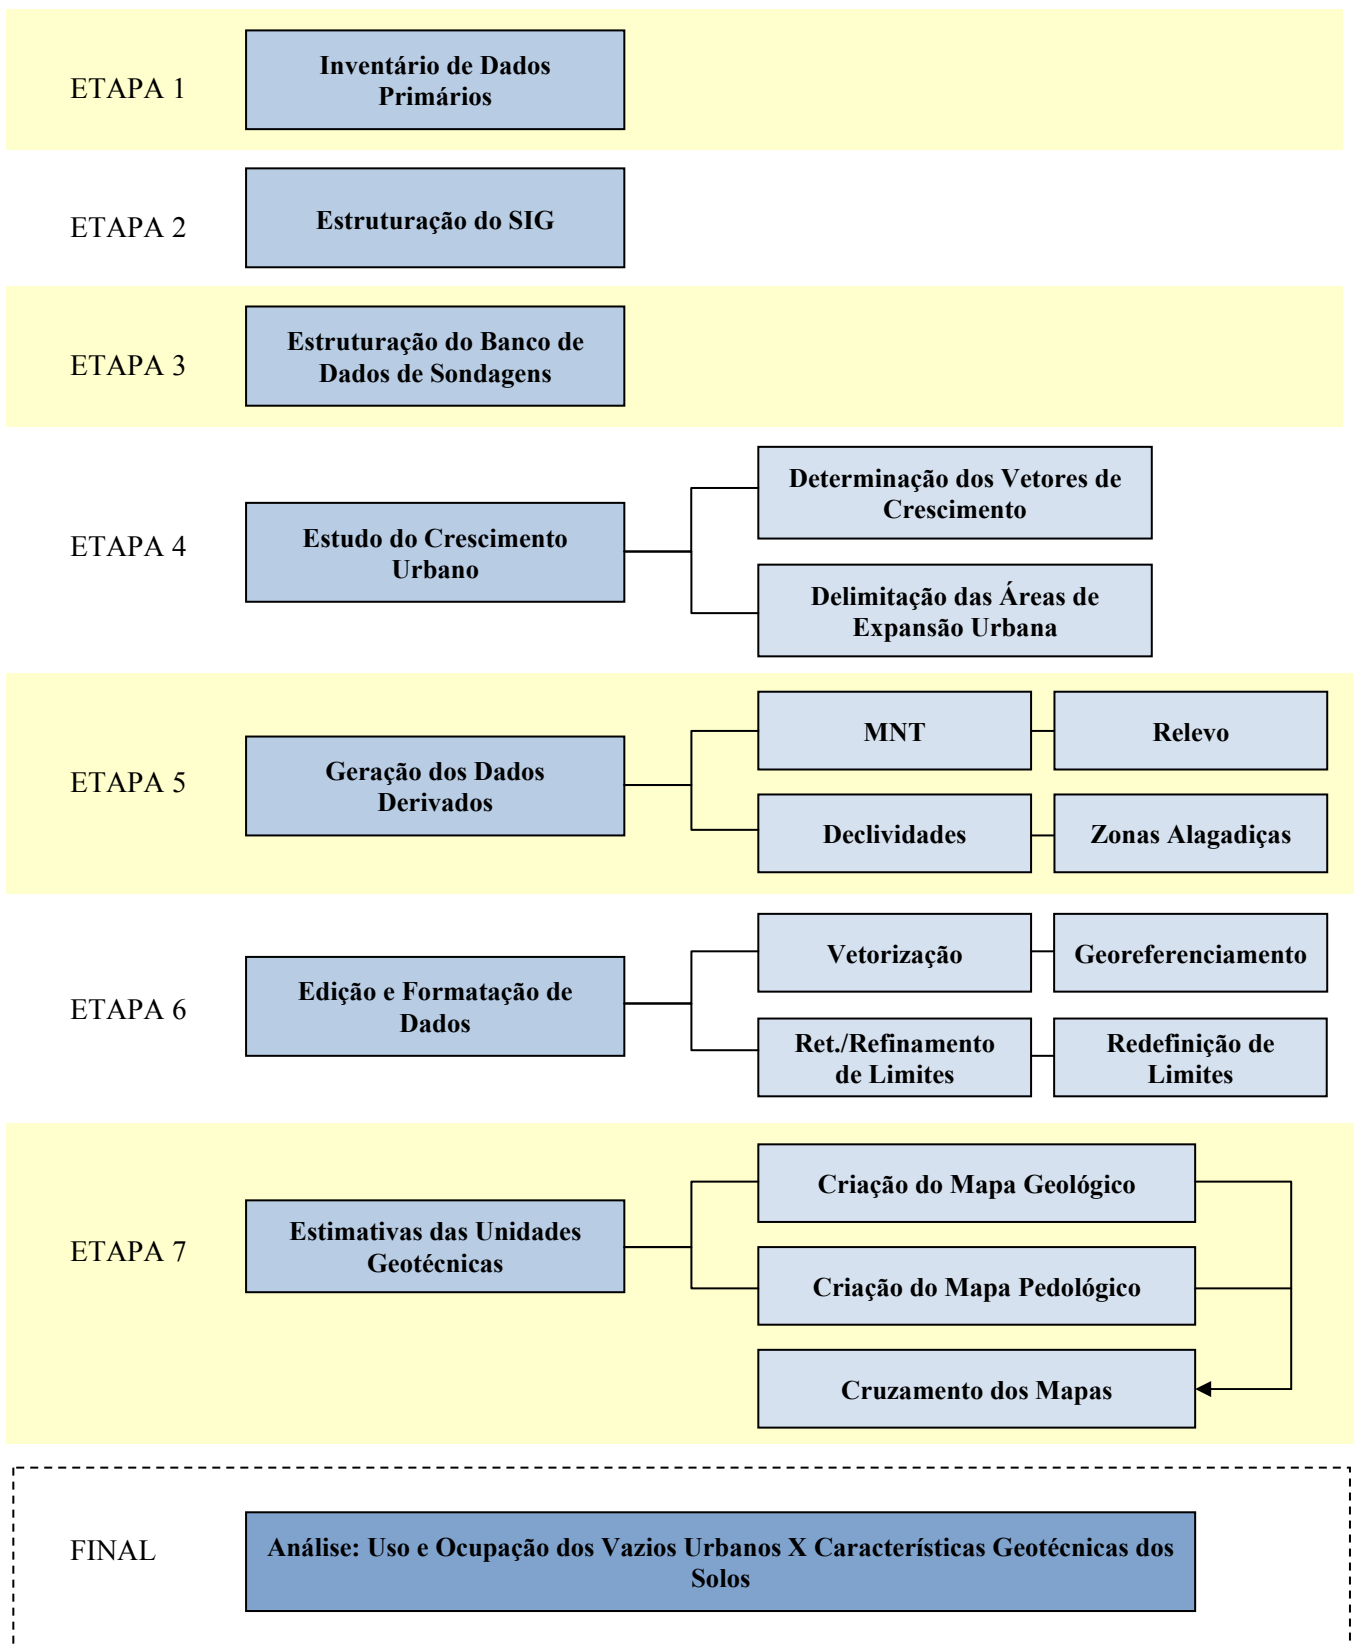 ETAPA 1
Inventário de Dados
Primários
ETAPA 2
Estruturação do SIG
ETAPA 3
Estruturação do Banco de
Dados de Sondagens
ETAPA 4
Estudo do Crescimento
Urbano
Determinação dos Vetores de
Crescimento
Delimitação das Áreas de
Expansão Urbana
ETAPA 5
Geração dos Dados
Derivados
MNT
Relevo
Declividades
Zonas Alagadiças
ETAPA 6
Edição e Formatação de
Dados
Vetorização
Georeferenciamento
Ret./Refinamento
de Limites
Redefinição de
Limites
ETAPA 7
Estimativas das Unidades
Geotécnicas
Criação do Mapa Geológico
Criação do Mapa Pedológico
Cruzamento dos Mapas
FINAL
Análise: Uso e Ocupação dos Vazios Urbanos X Características Geotécnicas dos
Solos